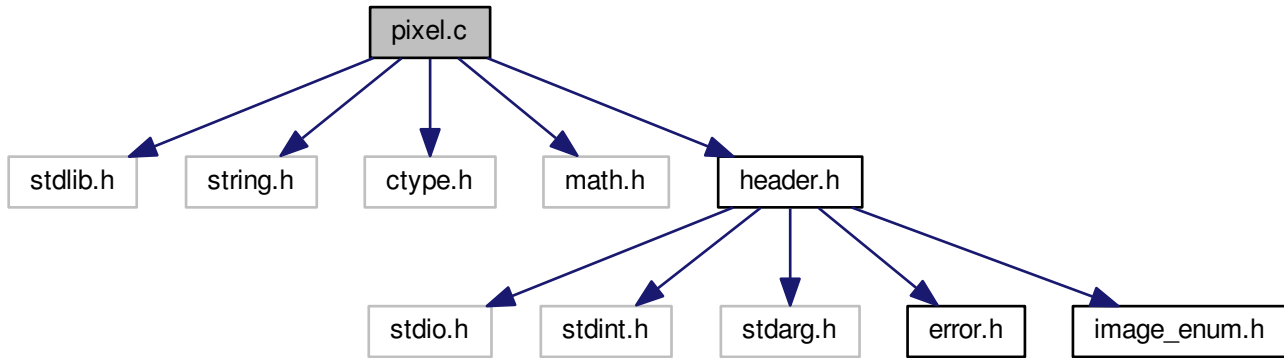 pixel.c
stdlib.h
string.h
ctype.h
math.h
header.h
stdio.h
stdint.h
stdarg.h
error.h
image_enum.h